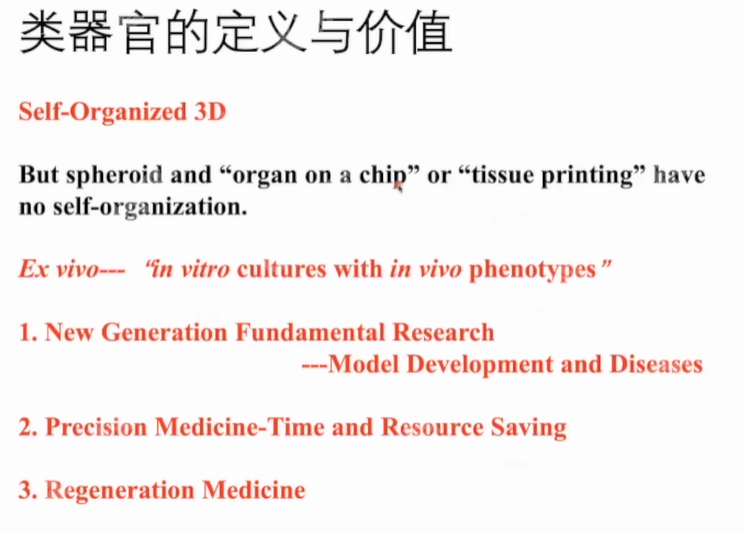 类器官的定义与价值
Self-Organized 3D
But spheroid and “organ on a chip” or “tissue printing” have
no self-organization.
Ex vivo--- “in vitro cultures with in vivo phenotypes”
1. New Generation Fundamental Research
---Model Development and Diseases
2. Precision Medicine-Time and Resource Saving
3. Regeneration Medicine